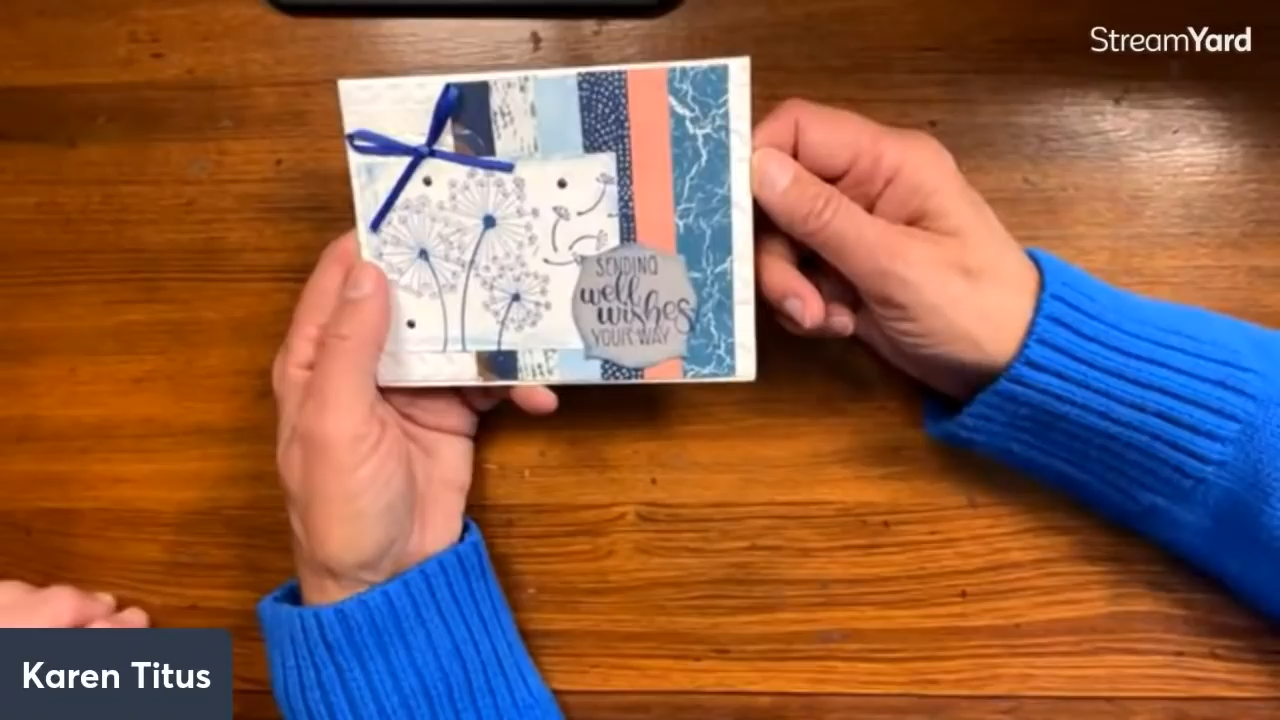 StreamYard
SENDING
well
wishes
YOUR WAY
Karen Titus